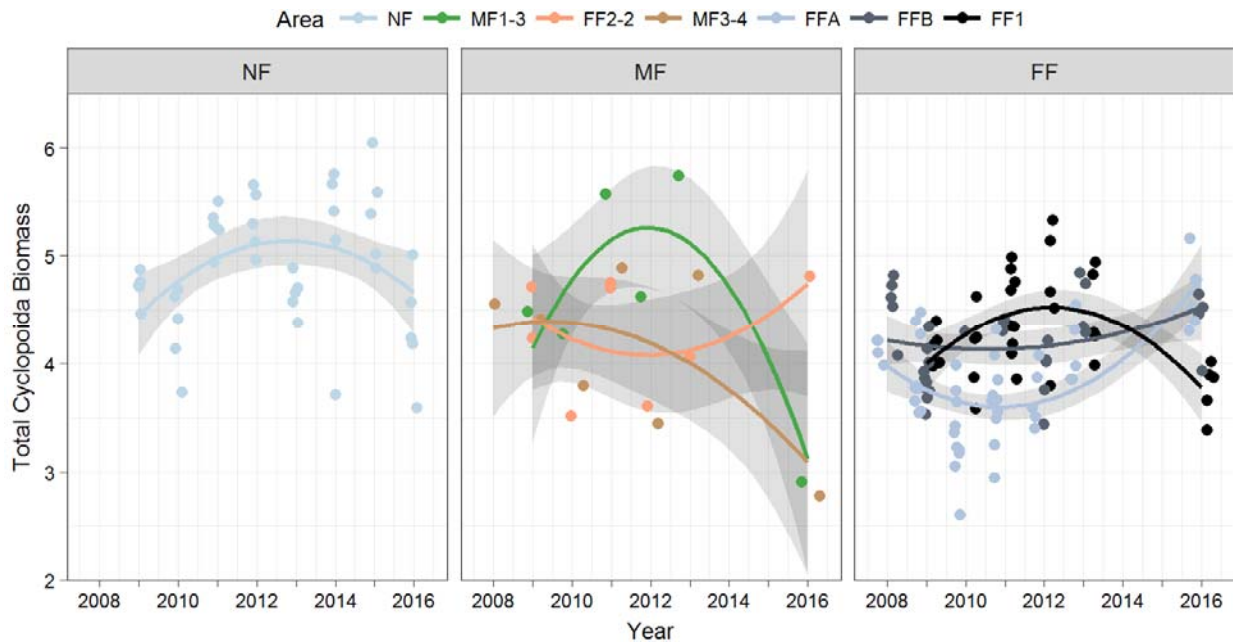 Area NF MF1-3 FF2-2 MF3-4 FFA FFB FF1
NF MF FF
Total Cyclopoida Biomass
6
5
4
3
2
2008 2010 2012 2014 2016 2008 2010 2012 2014 2016 2008 2010 2012 2014 2016
Year